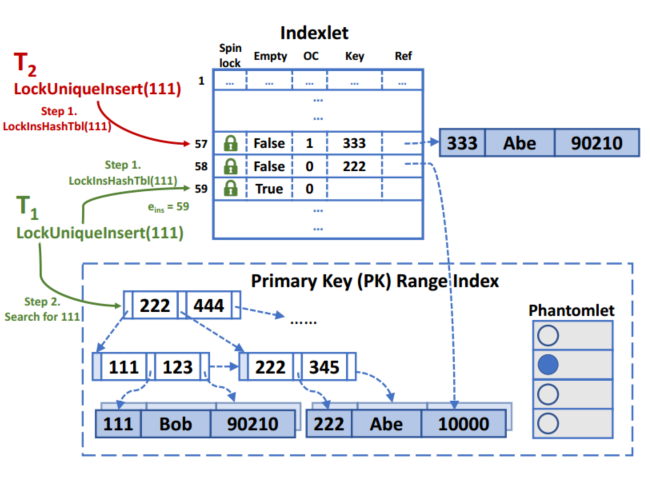 Indexlet
Spin lock Empty OC Key Ref
1 ... ... ... ... ...
...
...
57 False 1 333
58 False 0 222
59 True 0
...
...
T2
LockUniqueInsert(111)
Step 1.
LockInsHashTbl(111)
Step 1.
LockInsHashTbl(111)
eins = 59
T1
LockUniqueInsert(111)
Step 2.
Search for 111
333 Abe 90210
Primary Key (PK) Range Index
222 444
......
111 123
222 345
111 Bob 90210
222 Abe 10000
Phantomlet